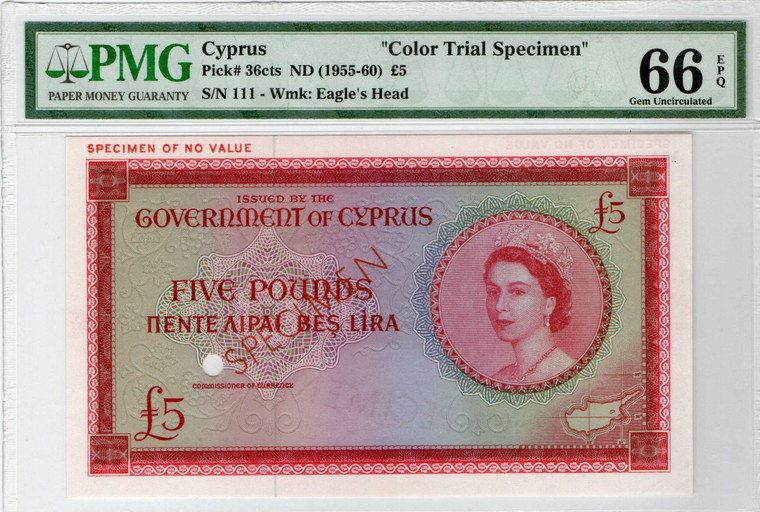 PMG
PAPER MONEY GUARANTY
Cyprus "Color Trial Specimen"
Pick# 36cts ND (1955-60) £5
S/N 111 - Wmk: Eagle's Head
66 EPQ
Gem Uncirculated
SPECIMEN OF NO VALUE
ISSUED BY THE
GOVERNMENT OF CYPRUS
£5
FIVE POUNDS
ΠΕΝΤΕ ΛΙΡΑΙ BEŞ LİRA
SPECIMEN
COMMISSIONER OF CURRENCY
£5